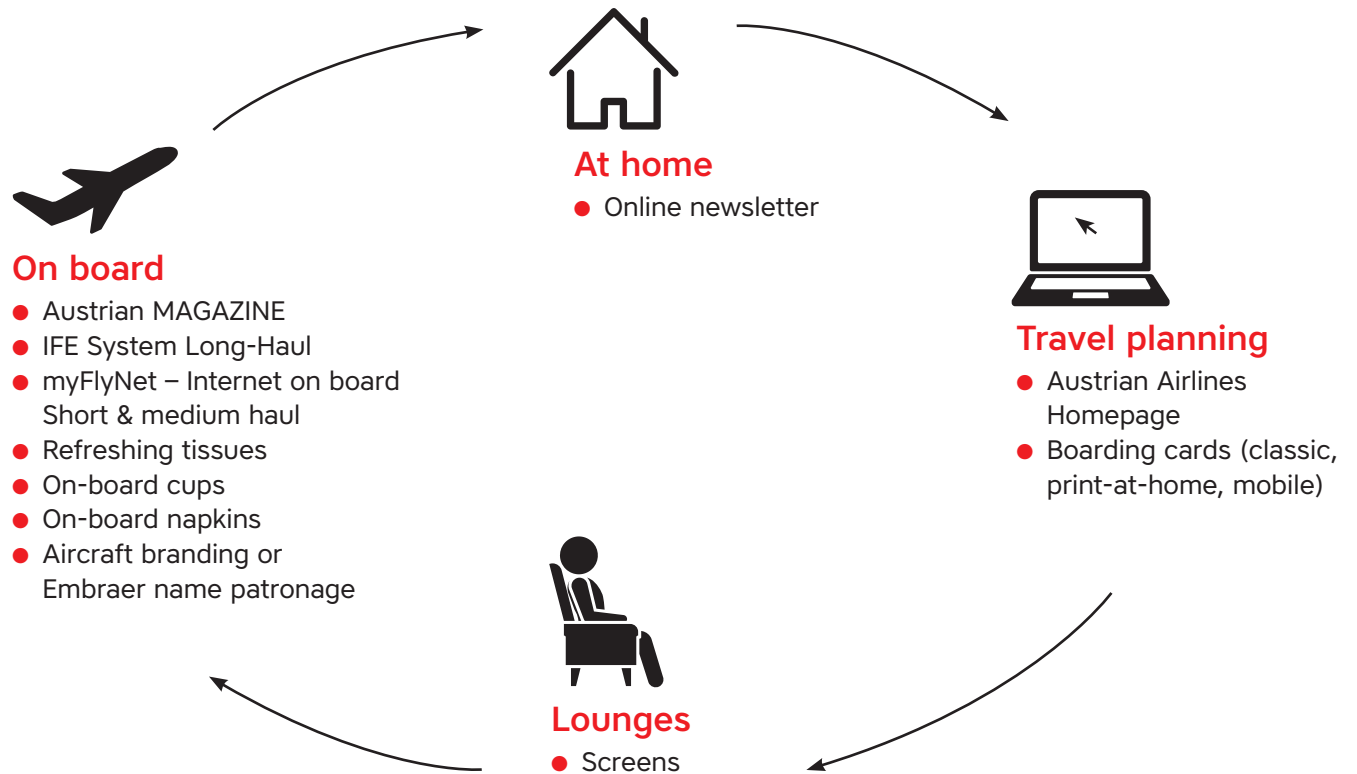 At home
● Online newsletter
On board
● Austrian MAGAZINE
● IFE System Long-Haul
● myFlyNet – Internet on board
Short & medium haul
● Refreshing tissues
● On-board cups
● On-board napkins
● Aircraft branding or
Embraer name patronage
Travel planning
● Austrian Airlines
Homepage
● Boarding cards (classic,
print-at-home, mobile)
Lounges
● Screens